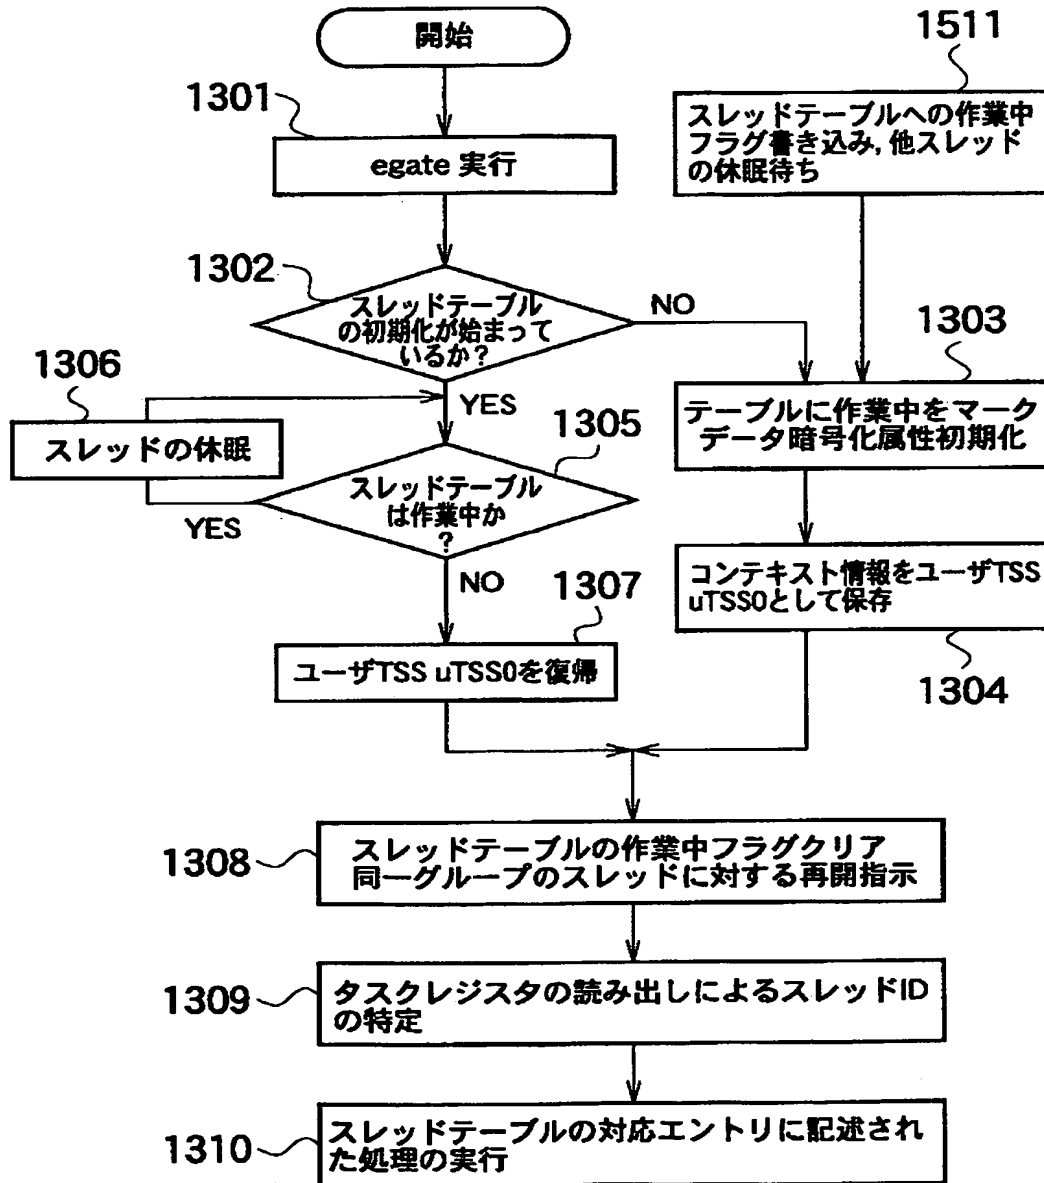 開始
1511
スレッドテーブルへの作業中
フラグ書き込み,他スレッド
の休眠待ち
1301
egate 実行
1302
スレッドテーブル
の初期化が始まって
いるか？
NO
YES
1303
テーブルに作業中をマーク
データ暗号化属性初期化
1306
スレッドの休眠
YES
1305
スレッドテーブル
は作業中か
？
NO
1304
コンテキスト情報をユーザTSS
uTSS0として保存
1307
ユーザTSS uTSS0を復帰
1308
スレッドテーブルの作業中フラグクリア
同一グループのスレッドに対する再開指示
1309
タスクレジスタの読み出しによるスレッドID
の特定
1310
スレッドテーブルの対応エントリに記述され
た処理の実行